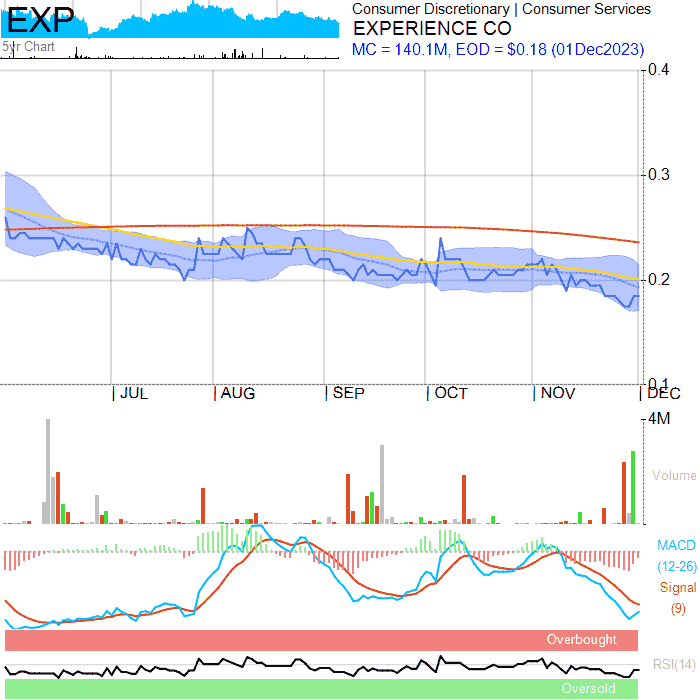 EXP
5yr Chart
Consumer Discretionary | Consumer Services
EXPERIENCE CO
MC = 140.1M, EOD = $0.18 (01Dec2023)
0.4
0.3
0.2
0.1
JUL
AUG
SEP
OCT
NOV
DEC
4M
Volume
MACD
(12-26)
Signal
(9)
Overbought
RSI(14)
Oversold